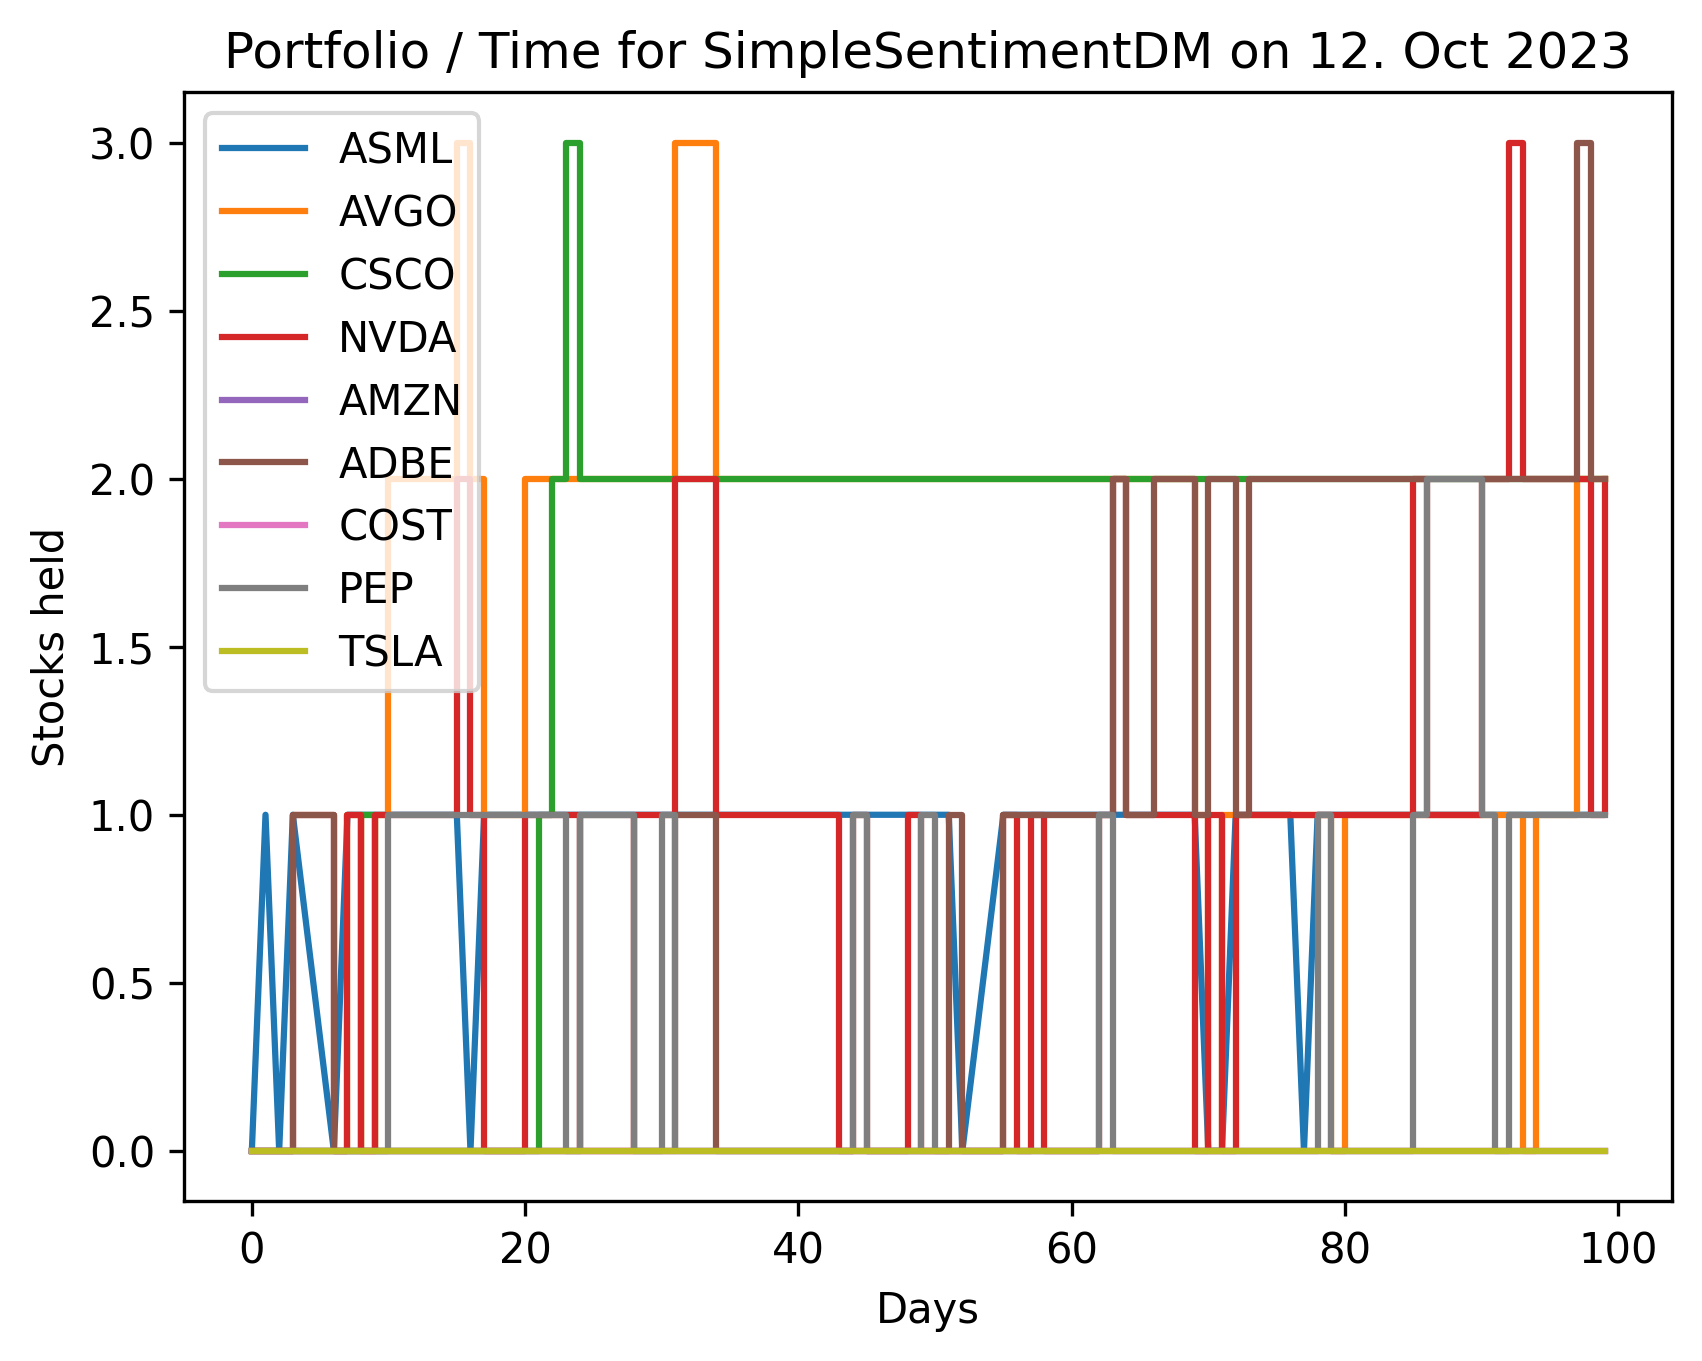 Portfolio / Time for SimpleSentimentDM on 12. Oct 2023
ASML
AVGO
CSCO
NVDA
AMZN
ADBE
COST
PEP
TSLA
Stocks held
3.0
2.5
2.0
1.5
1.0
0.5
0.0
0 20 40 60 80 100
Days